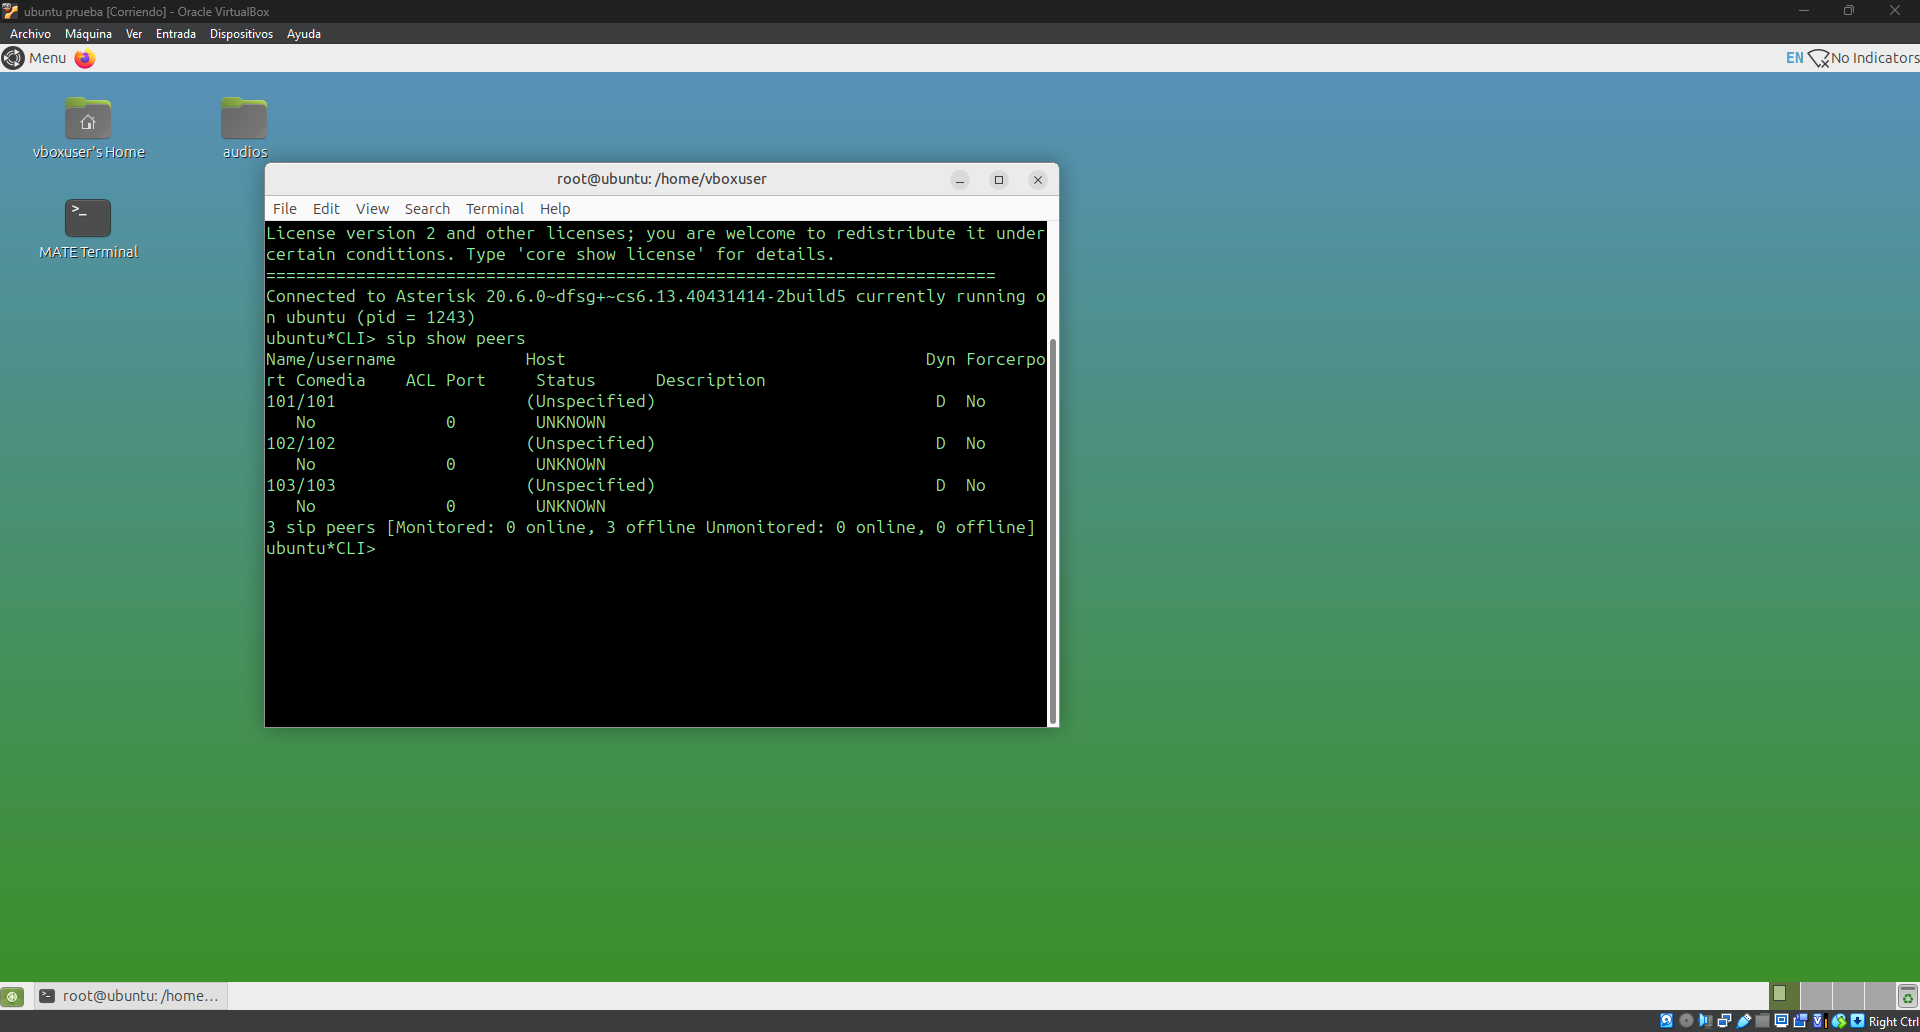 ubuntu prueba [Corriendo] - Oracle VirtualBox
Archivo Máquina Ver Entrada Dispositivos Ayuda
Menu EN No Indicators
vboxuser's Home audios
MATE Terminal
root@ubuntu: /home/vboxuser
File Edit View Search Terminal Help
License version 2 and other licenses; you are welcome to redistribute it under
certain conditions. Type 'core show license' for details.
=========================================================================
Connected to Asterisk 20.6.0~dfsg+~cs6.13.40431414-2build5 currently running o
n ubuntu (pid = 1243)
ubuntu*CLI> sip show peers
Name/username             Host                                    Dyn Forcerpo
rt Comedia    ACL Port     Status      Description
101/101                   (Unspecified)                            D  No
   No             0        UNKNOWN
102/102                   (Unspecified)                            D  No
   No             0        UNKNOWN
103/103                   (Unspecified)                            D  No
   No             0        UNKNOWN
3 sip peers [Monitored: 0 online, 3 offline Unmonitored: 0 online, 0 offline]
ubuntu*CLI>
root@ubuntu: /home...
Right Ctrl